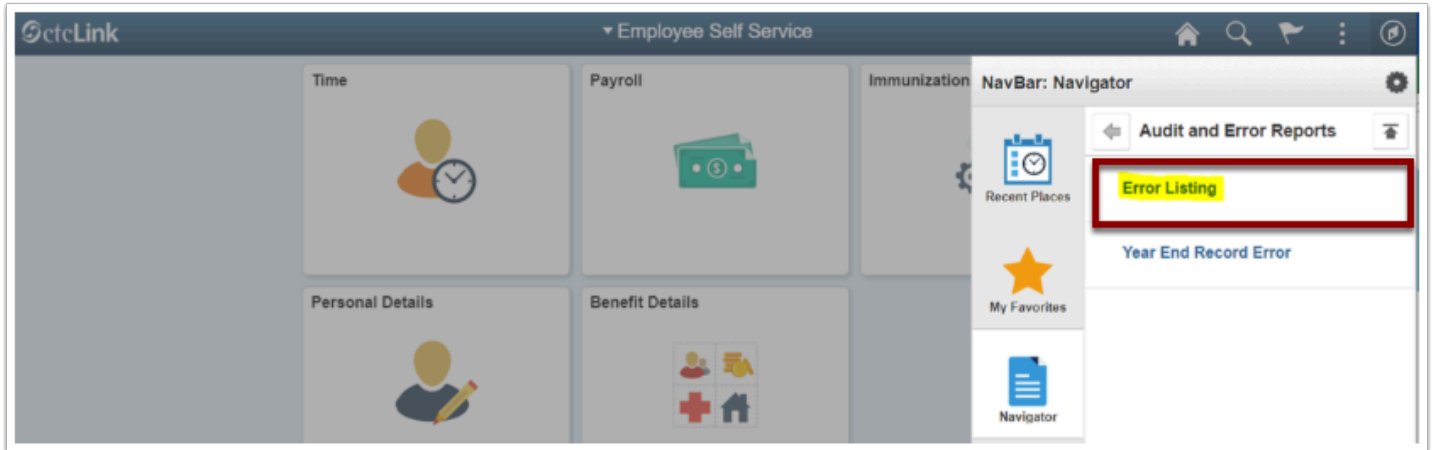 ctcLink
Employee Self Service
Time
Payroll
Immunization
NavBar: Navigator
Audit and Error Reports
Recent Places
Error Listing
Year End Record Error
My Favorites
Personal Details
Benefit Details
Navigator